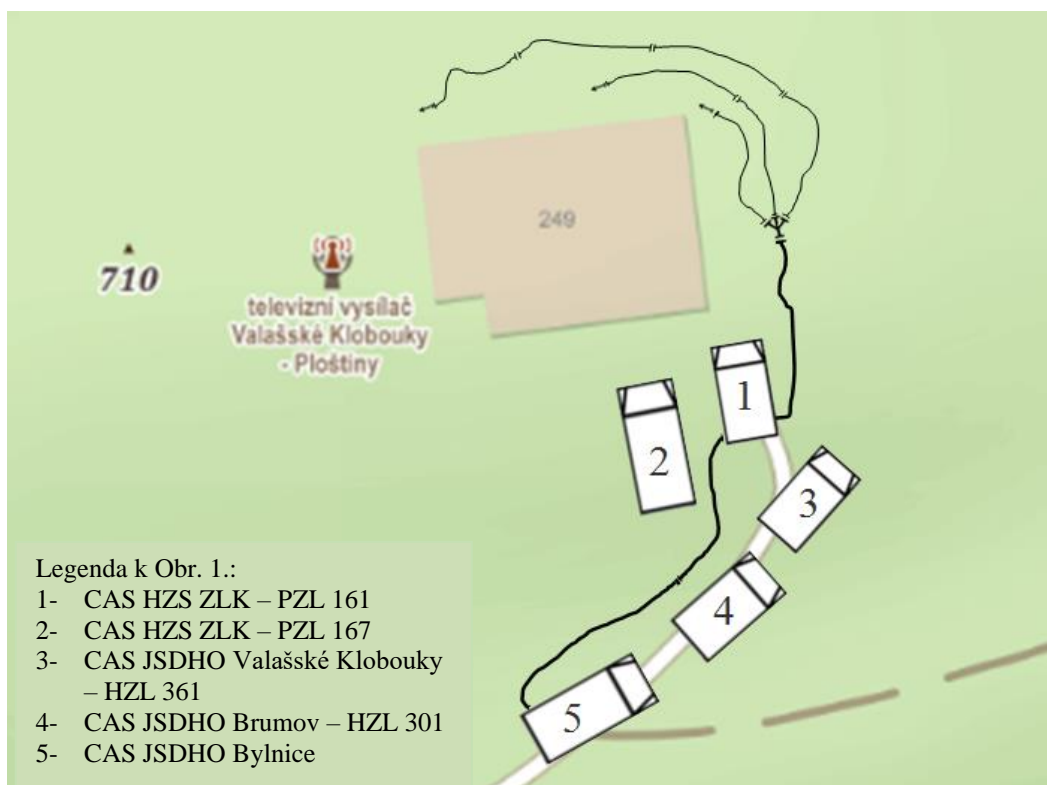 249
710
televizní vysílač
Valašské Klobouky
- Ploštiny
1
2
3
4
5
Legenda k Obr. 1.:
1- CAS HZS ZLK – PZL 161
2- CAS HZS ZLK – PZL 167
3- CAS JSDHO Valašské Klobouky
– HZL 361
4- CAS JSDHO Brumov – HZL 301
5- CAS JSDHO Bylnice